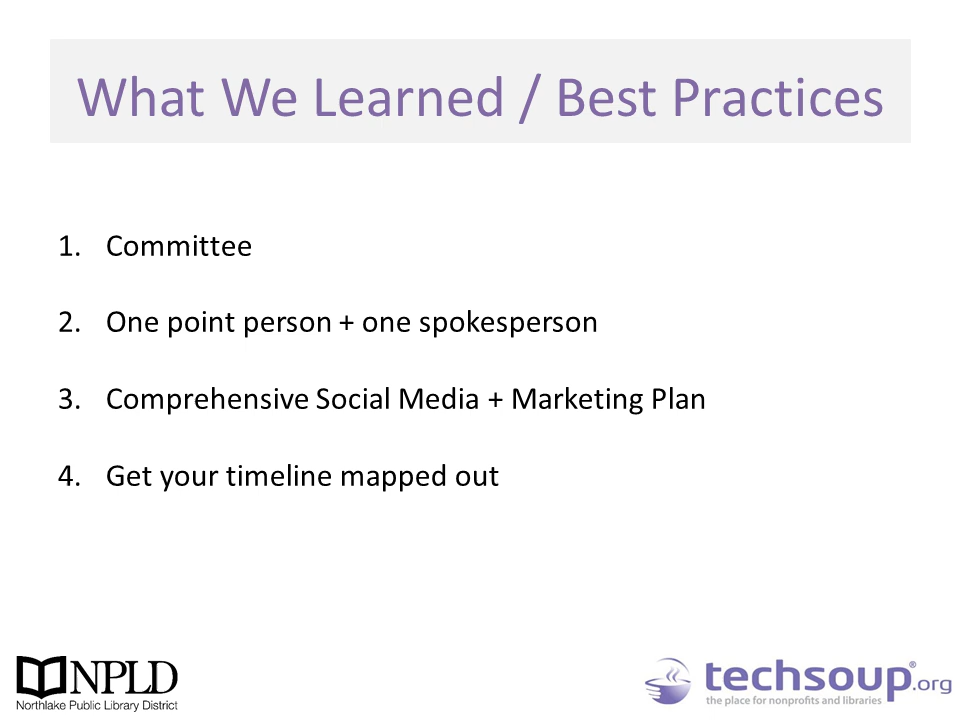 What We Learned / Best Practices
1. Committee
2. One point person + one spokesperson
3. Comprehensive Social Media + Marketing Plan
4. Get your timeline mapped out
NPLD
Northlake Public Library District
techsoup®.org
the place for nonprofits and libraries